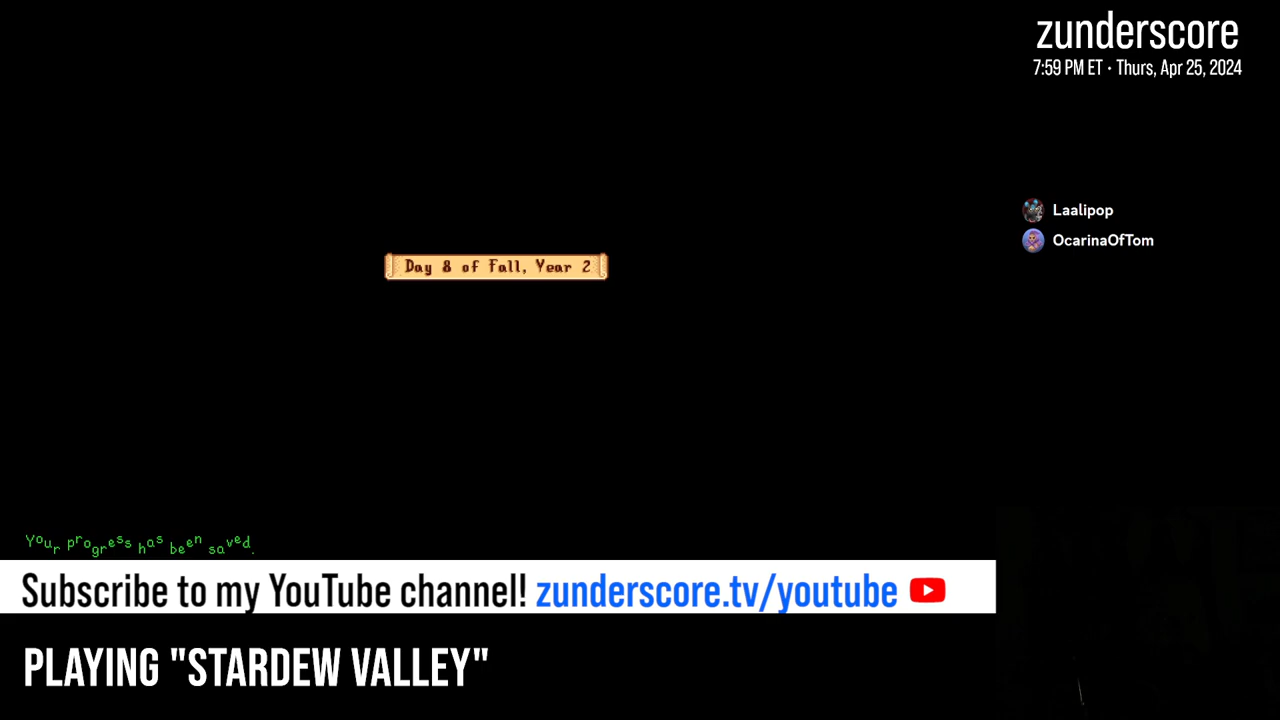 zunderscore
7:59 PM ET • Thurs, Apr 25, 2024
Laalipop
OcarinaOfTom
Day 8 of Fall, Year 2
Your progress has been saved.
Subscribe to my YouTube channel! zunderscore.tv/youtube
PLAYING "STARDEW VALLEY"